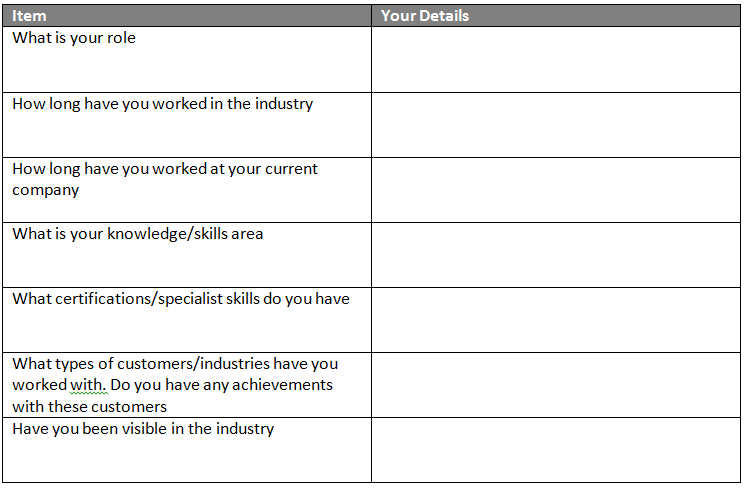 Item Your Details
What is your role
How long have you worked in the industry
How long have you worked at your current
company
What is your knowledge/skills area
What certifications/specialist skills do you have
What types of customers/industries have you
worked with. Do you have any achievements
with these customers
Have you been visible in the industry